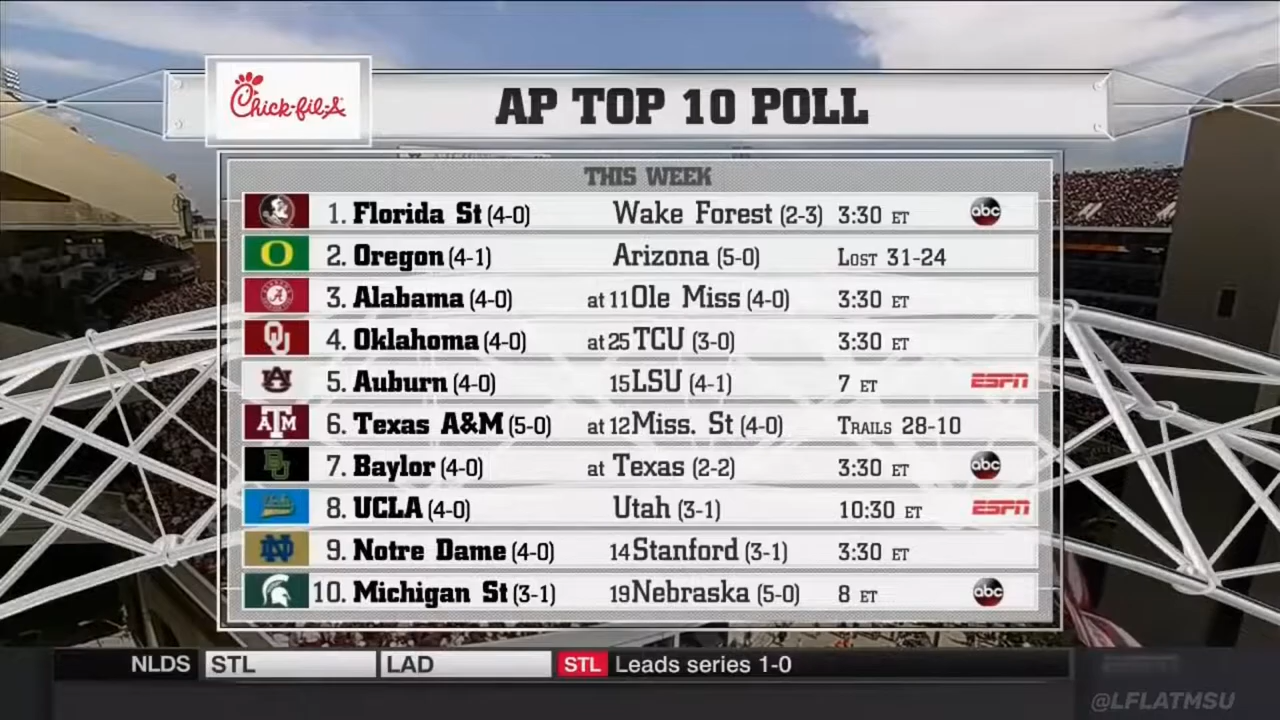 Chick-fil-A
AP TOP 10 POLL
THIS WEEK
1. Florida St (4-0) Wake Forest (2-3) 3:30 ET abc
2. Oregon (4-1) Arizona (5-0) LOST 31-24
3. Alabama (4-0) at 11 Ole Miss (4-0) 3:30 ET
4. Oklahoma (4-0) at 25 TCU (3-0) 3:30 ET
5. Auburn (4-0) 15 LSU (4-1) 7 ET ESPN
6. Texas A&M (5-0) at 12 Miss. St (4-0) TRAILS 28-10
7. Baylor (4-0) at Texas (2-2) 3:30 ET abc
8. UCLA (4-0) Utah (3-1) 10:30 ET ESPN
9. Notre Dame (4-0) 14 Stanford (3-1) 3:30 ET
10. Michigan St (3-1) 19 Nebraska (5-0) 8 ET abc
NLDS STL LAD STL Leads series 1-0
@LFLATMSU